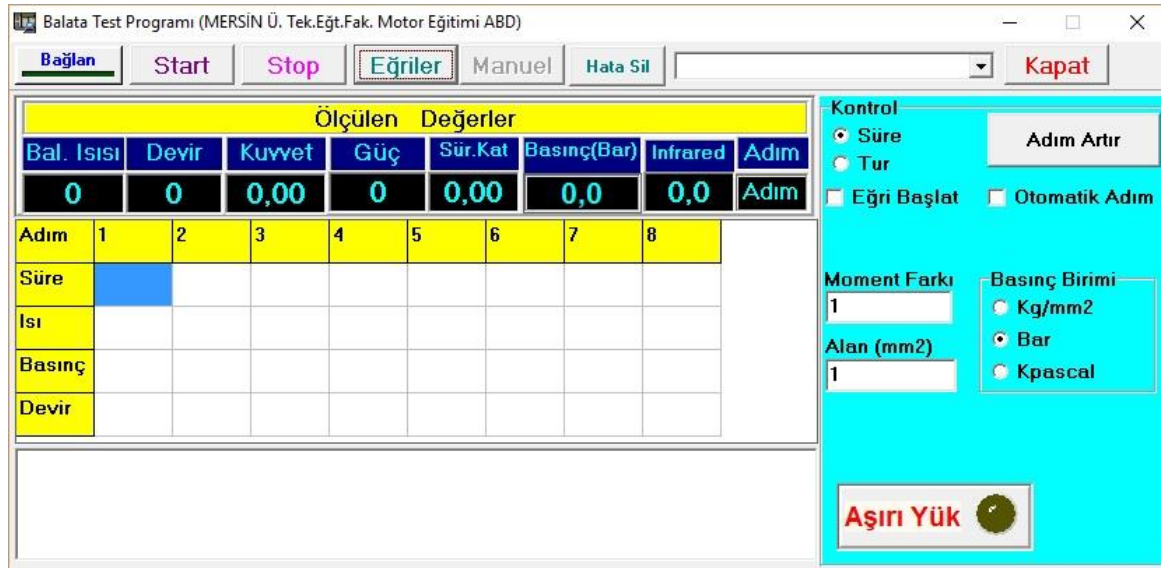 Balata Test Programı (MERSİN Ü. Tek.Eğt.Fak. Motor Eğitimi ABD)
Bağlan Start Stop Eğriler Manuel Hata Sil Kapat
Ölçülen Değerler
Bal. Isısı Devir Kuvvet Güç Sür.Kat Basınç(Bar) Infrared Adım
0 0 0,00 0 0,00 0,0 0,0 Adım
Adım 1 2 3 4 5 6 7 8
Süre
Isı
Basınç
Devir
Kontrol
Süre
Tur
Adım Artır
Eğri Başlat Otomatik Adım
Moment Farkı
1
Alan (mm2)
1
Basınç Birimi
Kg/mm2
Bar
Kpascal
Aşırı Yük